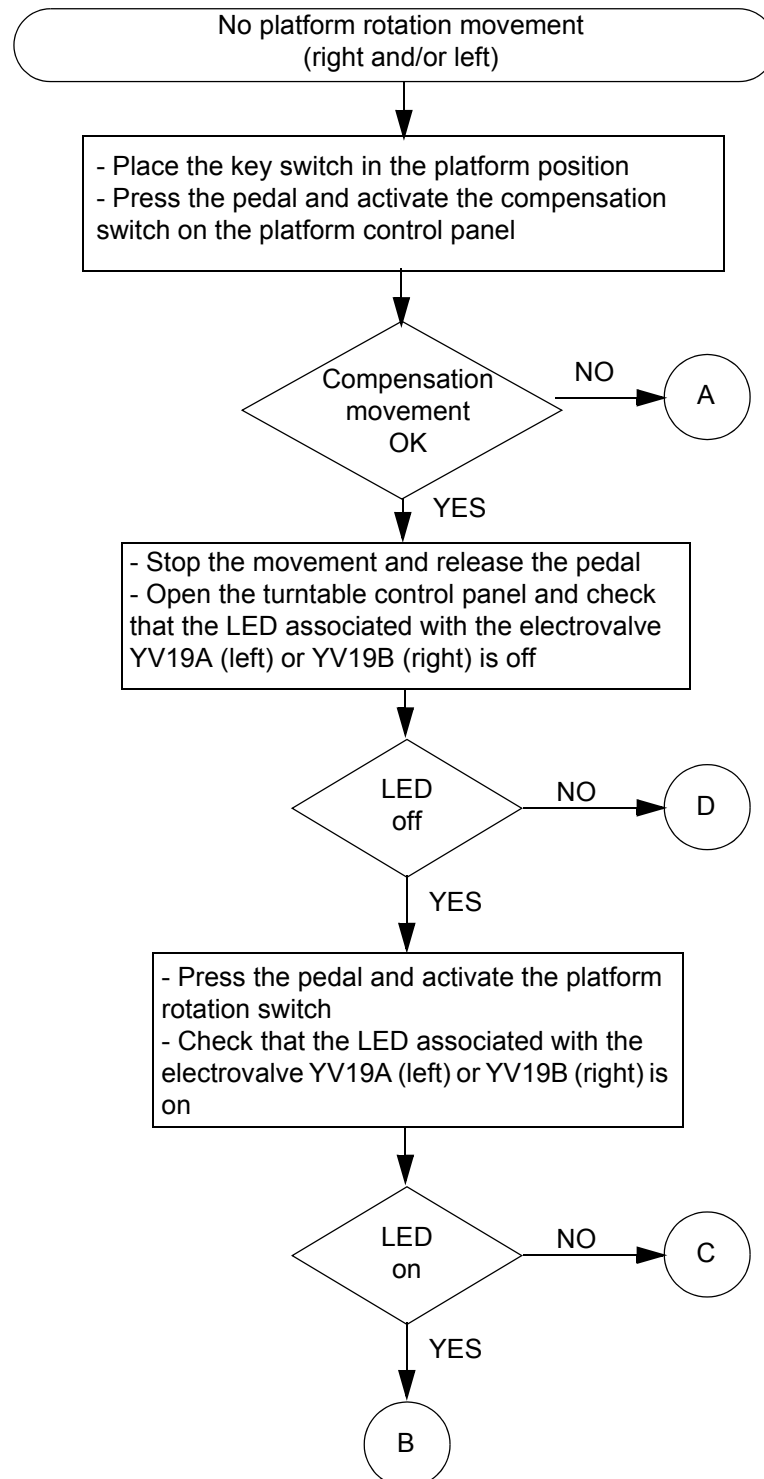 No platform rotation movement
(right and/or left)
- Place the key switch in the platform position
- Press the pedal and activate the compensation
switch on the platform control panel
Compensation
movement
OK
NO
A
YES
- Stop the movement and release the pedal
- Open the turntable control panel and check
that the LED associated with the electrovalve
YV19A (left) or YV19B (right) is off
LED
off
NO
D
YES
- Press the pedal and activate the platform
rotation switch
- Check that the LED associated with the
electrovalve YV19A (left) or YV19B (right) is
on
LED
on
NO
C
YES
B